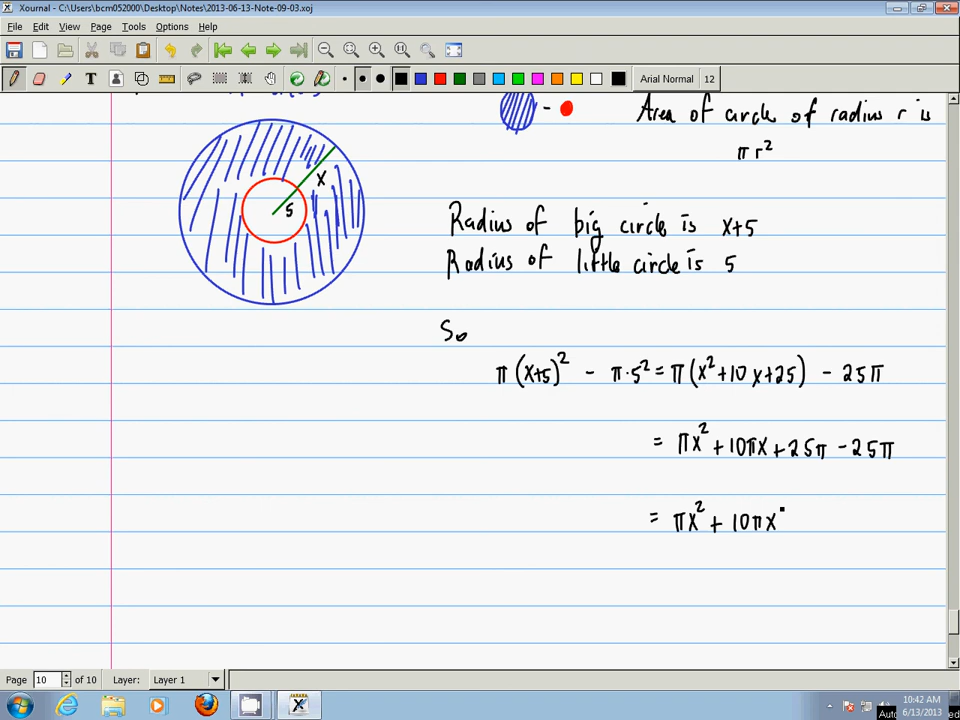 Xournal - C:\Users\bcm052000\Desktop\Notes\2013-06-13-Note-09-03.xoj
File Edit View Page Tools Options Help
Arial Normal 12
Area of circle of radius r is
πr²
x
5
Radius of big circle is x+5
Radius of little circle is 5
So
π(x+5)² - π·5² = π(x²+10x+25) - 25π
= πx² + 10πx + 25π - 25π
= πx² + 10πx
Page 10 of 10 Layer: Layer 1
10:42 AM
6/13/2013